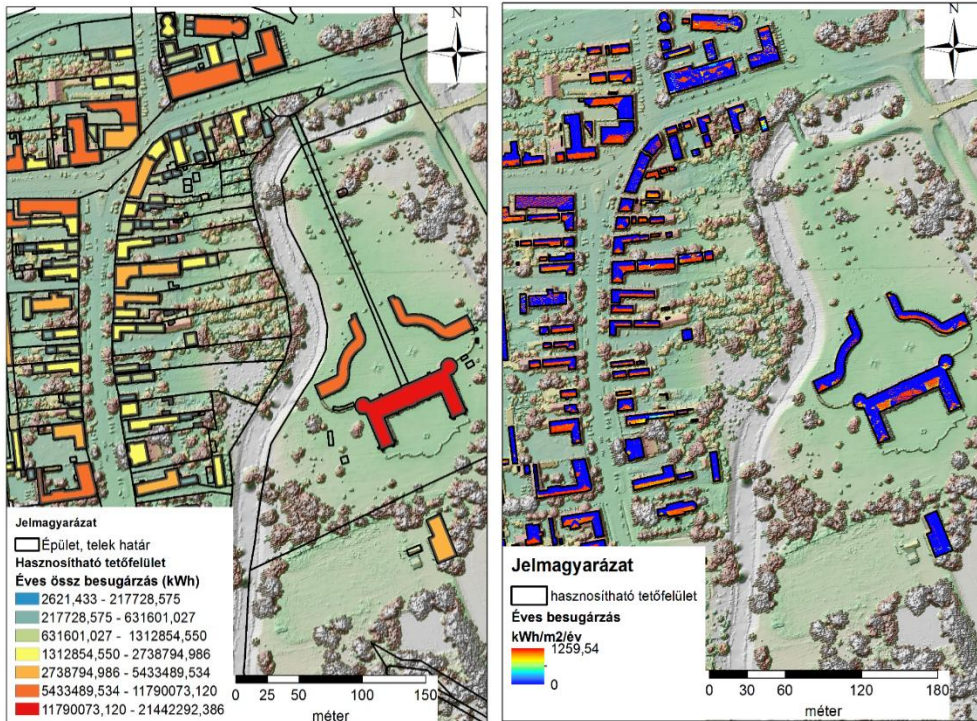 N
Jelmagyarázat
Épület, telek határ
Hasznosítható tetőfelület
Éves össz besugárzás (kWh)
2621,433 - 217728,575
217728,575 - 631601,027
631601,027 - 1312854,550
1312854,550 - 2738794,986
2738794,986 - 5433489,534
5433489,534 - 11790073,120
11790073,120 - 21442292,386
0 25 50 100 150
méter
N
Jelmagyarázat
hasznosítható tetőfelület
Éves besugárzás
kWh/m2/év
1259,54
0
0 30 60 120 180
méter